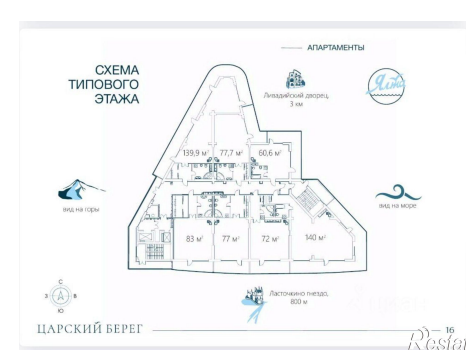 АПАРТАМЕНТЫ
СХЕМА
ТИПОВОГО
ЭТАЖА
Ялта
Ливадийский дворец,
3 км
139,9 м²
77,7 м²
60,6 м²
вид на горы
вид на море
83 м²
77 м²
72 м²
140 м²
С
З
В
Ю
Ласточкино гнездо,
800 м
ЦАРСКИЙ БЕРЕГ
16